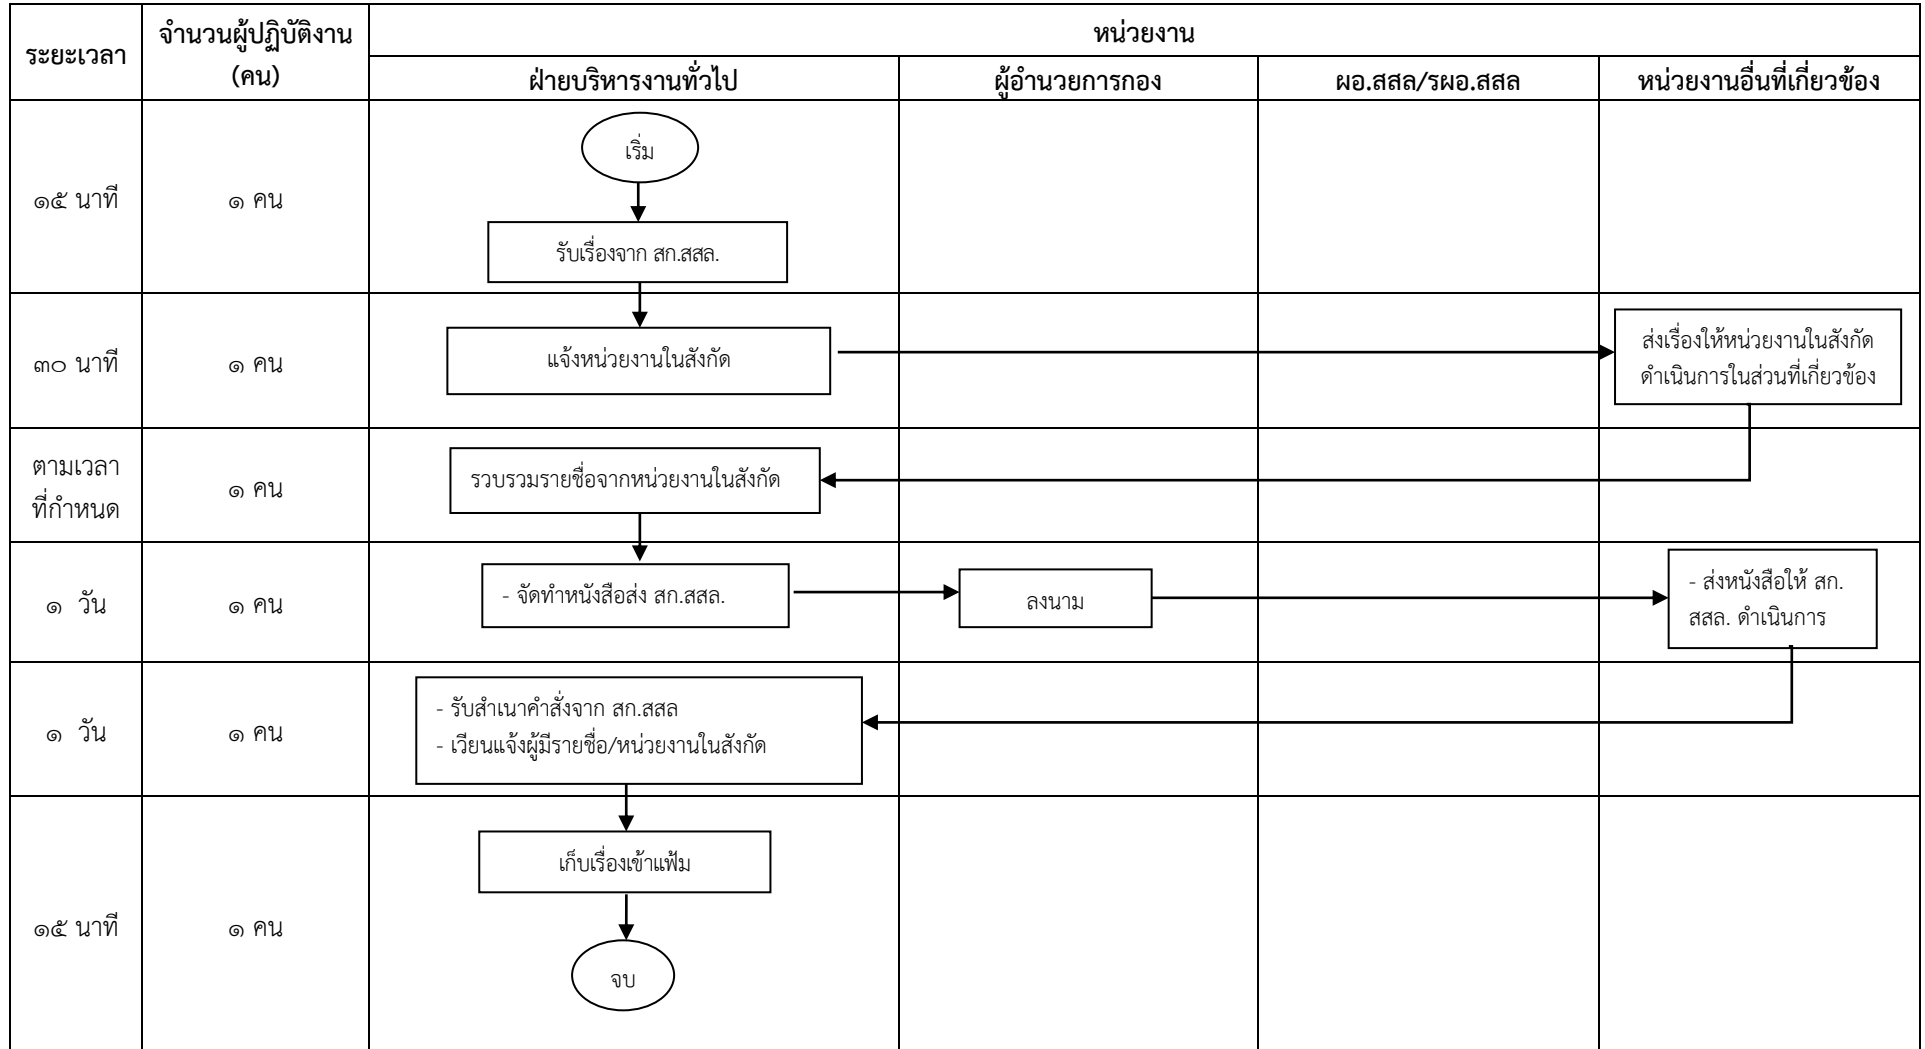 ระยะเวลา
จำนวนผู้ปฏิบัติงาน
(คน)
หน่วยงาน
ฝ่ายบริหารงานทั่วไป
ผู้อำนวยการกอง
ผอ.สสล/รผอ.สสล
หน่วยงานอื่นที่เกี่ยวข้อง
๑๕ นาที
๑ คน
เริ่ม
รับเรื่องจาก สก.สสล.
๓๐ นาที
๑ คน
แจ้งหน่วยงานในสังกัด
ส่งเรื่องให้หน่วยงานในสังกัด
ดำเนินการในส่วนที่เกี่ยวข้อง
ตามเวลา
ที่กำหนด
๑ คน
รวบรวมรายชื่อจากหน่วยงานในสังกัด
๑ วัน
๑ คน
- จัดทำหนังสือส่ง สก.สสล.
ลงนาม
- ส่งหนังสือให้ สก.
สสล. ดำเนินการ
๑ วัน
๑ คน
- รับสำเนาคำสั่งจาก สก.สสล
- เวียนแจ้งผู้มีรายชื่อ/หน่วยงานในสังกัด
๑๕ นาที
๑ คน
เก็บเรื่องเข้าแฟ้ม
จบ